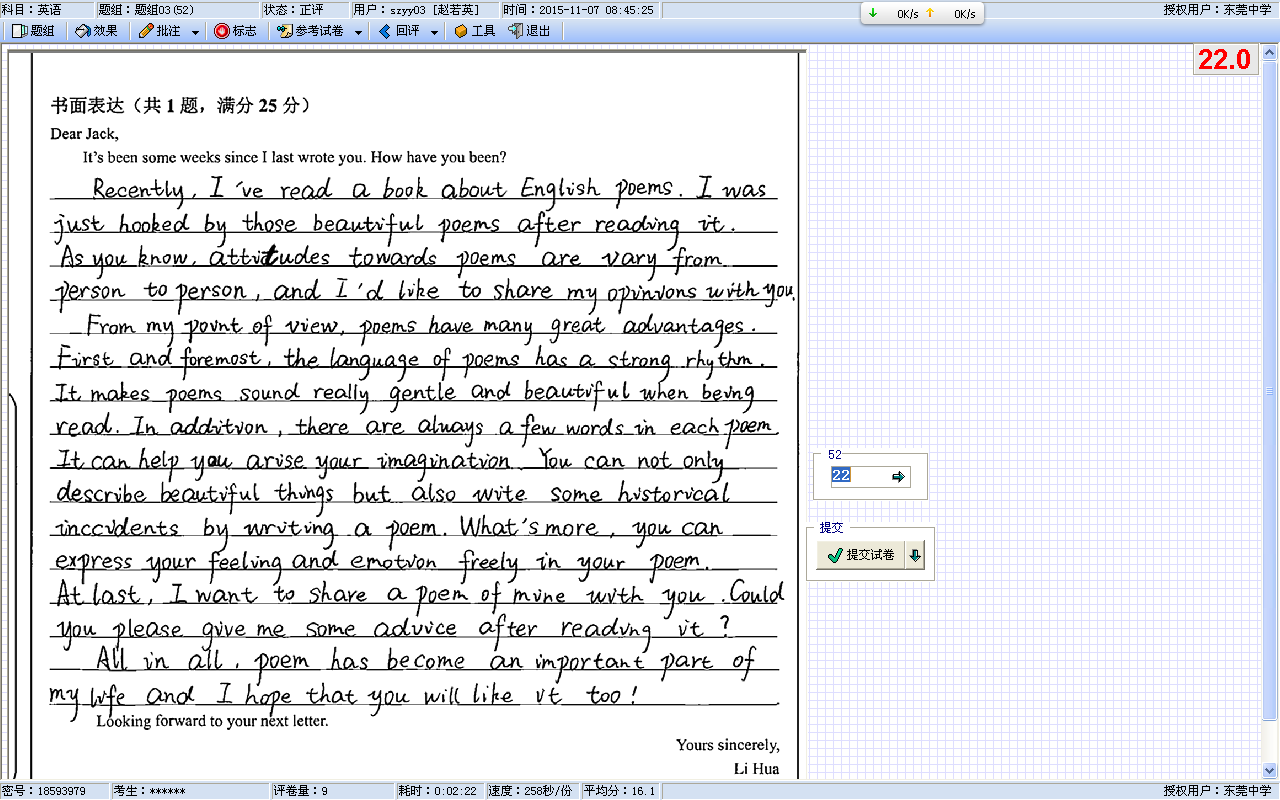 科目：英语 题组：题组03(52) 状态：正评 用户：szyy03 [赵若英] 时间：2015-11-07 08:45:25 0K/s 0K/s 授权用户：东莞中学
题组 效果 批注 标志 参考试卷 回评 工具 退出
22.0
书面表达（共 1 题，满分 25 分）
Dear Jack,
It's been some weeks since I last wrote you. How have you been?
Recently, I 've read a book about English poems. I was
just hooked by those beautiful poems after reading it.
As you know, attitudes towards poems are vary from
person to person, and I'd like to share my opinions with you.
From my point of view, poems have many great advantages.
First and foremost, the language of poems has a strong rhythm.
It makes poems sound really gentle and beautiful when being
read. In addition, there are always a few words in each poem.
It can help you arise your imagination. You can not only
describe beautiful things but also write some historical
inccidents by writing a poem. What's more, you can
express your feeling and emotion freely in your poem.
At last, I want to share a poem of mine with you. Could
you please give me some advice after reading it?
All in all, poem has become an important part of
my life and I hope that you will like it too!
Looking forward to your next letter.
Yours sincerely,
Li Hua
52
22
提交
提交试卷
密号：18593979 考生：****** 评卷量：9 耗时：0:02:22 速度：258秒/份 平均分：16.1 授权用户：东莞中学